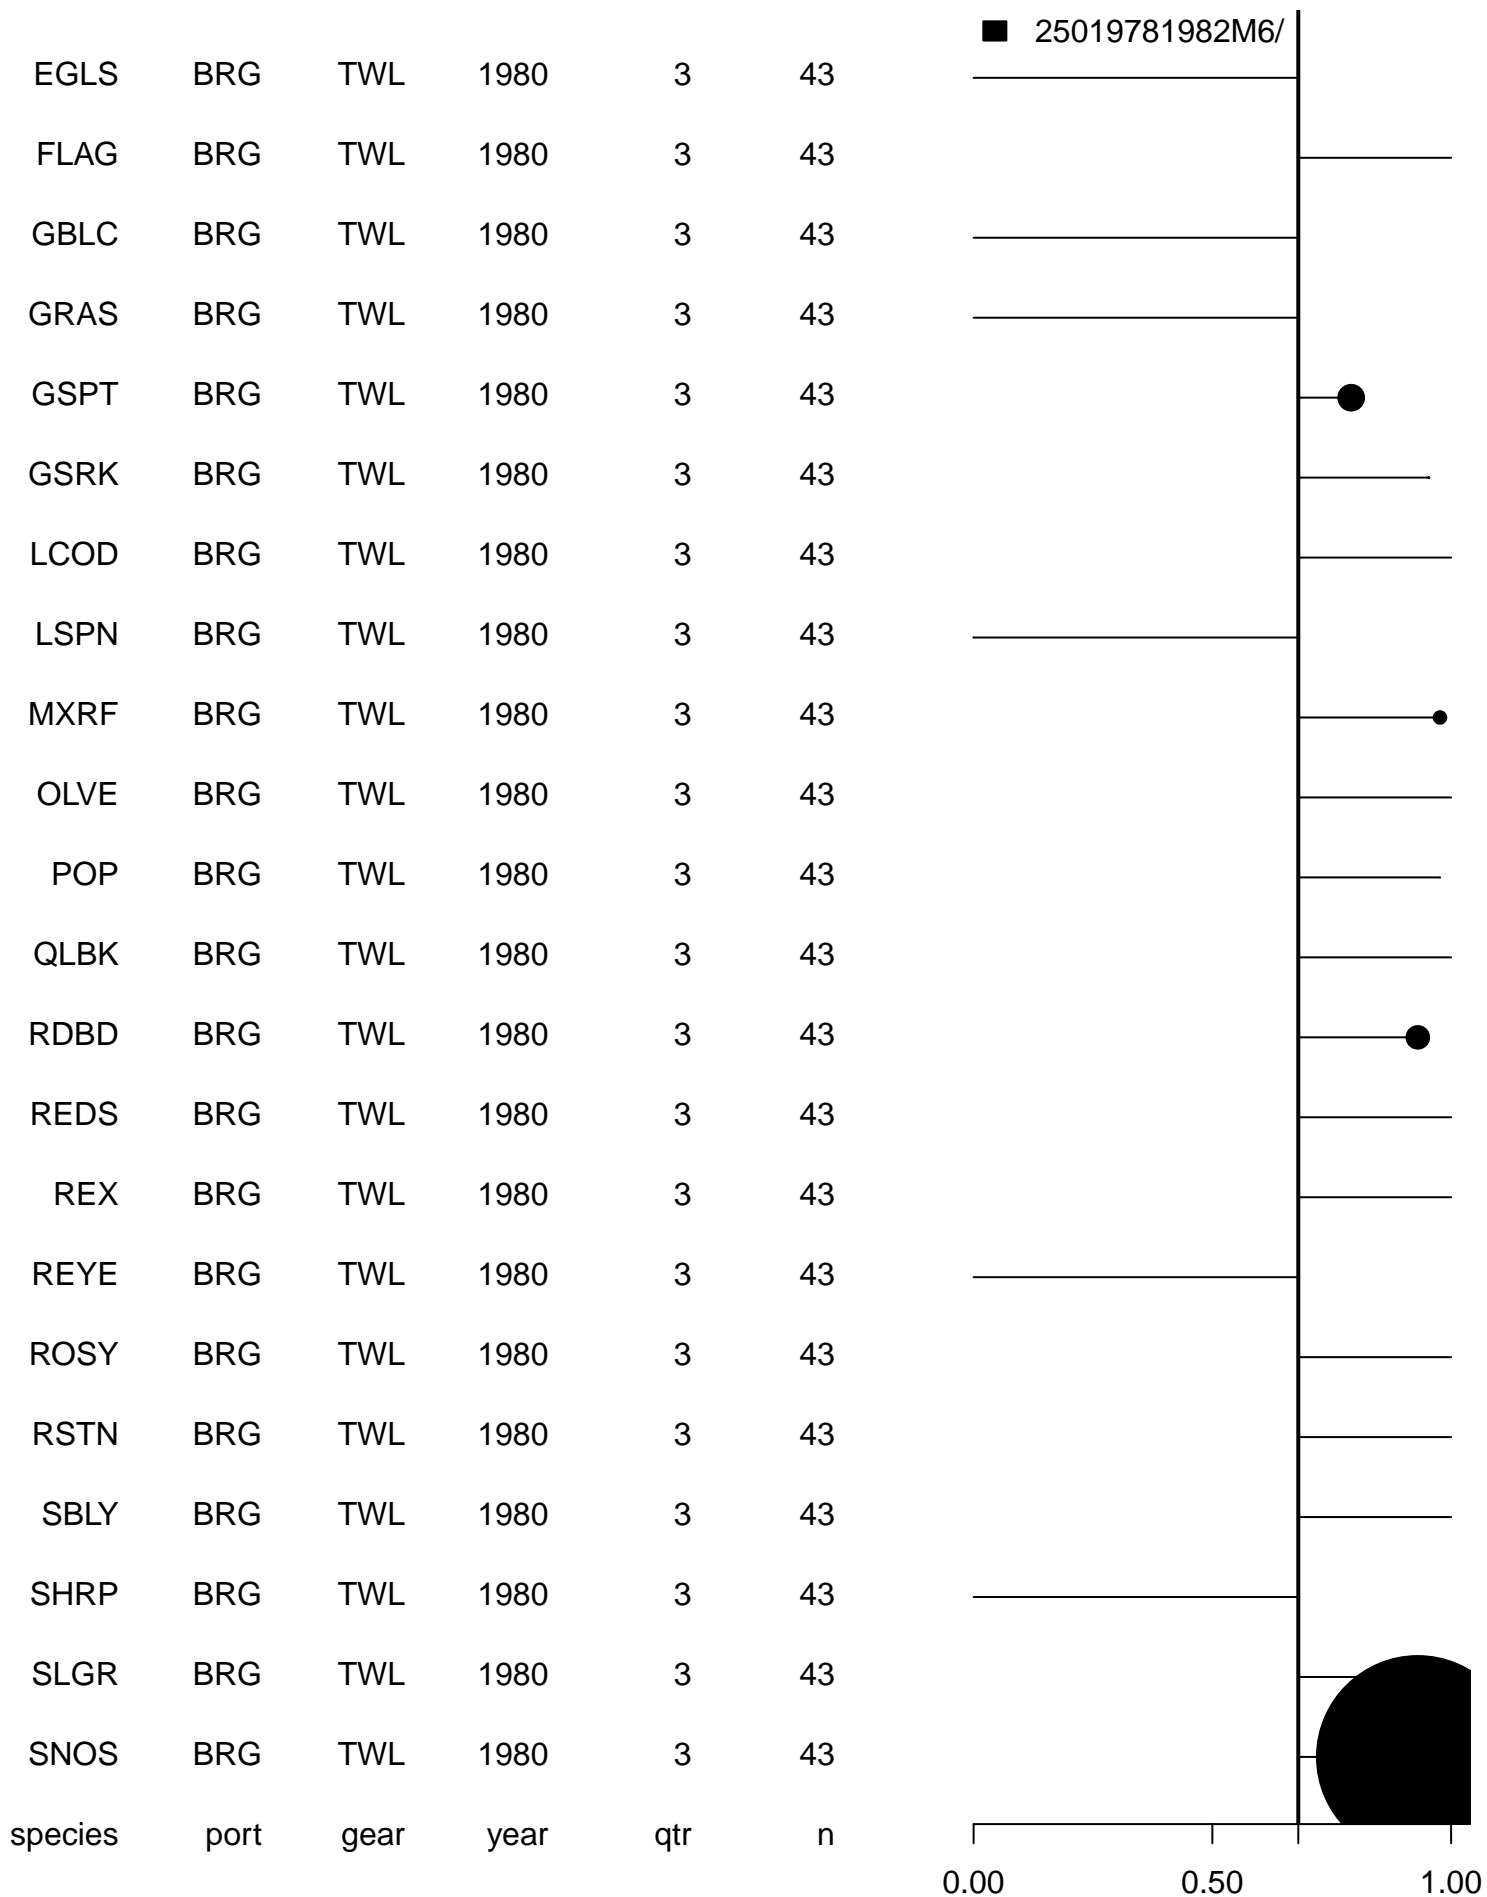 25019781982M6/
EGLS BRG TWL 1980 3 43
FLAG BRG TWL 1980 3 43
GBLC BRG TWL 1980 3 43
GRAS BRG TWL 1980 3 43
GSPT BRG TWL 1980 3 43
GSRK BRG TWL 1980 3 43
LCOD BRG TWL 1980 3 43
LSPN BRG TWL 1980 3 43
MXRF BRG TWL 1980 3 43
OLVE BRG TWL 1980 3 43
POP BRG TWL 1980 3 43
QLBK BRG TWL 1980 3 43
RDBD BRG TWL 1980 3 43
REDS BRG TWL 1980 3 43
REX BRG TWL 1980 3 43
REYE BRG TWL 1980 3 43
ROSY BRG TWL 1980 3 43
RSTN BRG TWL 1980 3 43
SBLY BRG TWL 1980 3 43
SHRP BRG TWL 1980 3 43
SLGR BRG TWL 1980 3 43
SNOS BRG TWL 1980 3 43
species port gear year qtr n
0.00 0.50 1.00